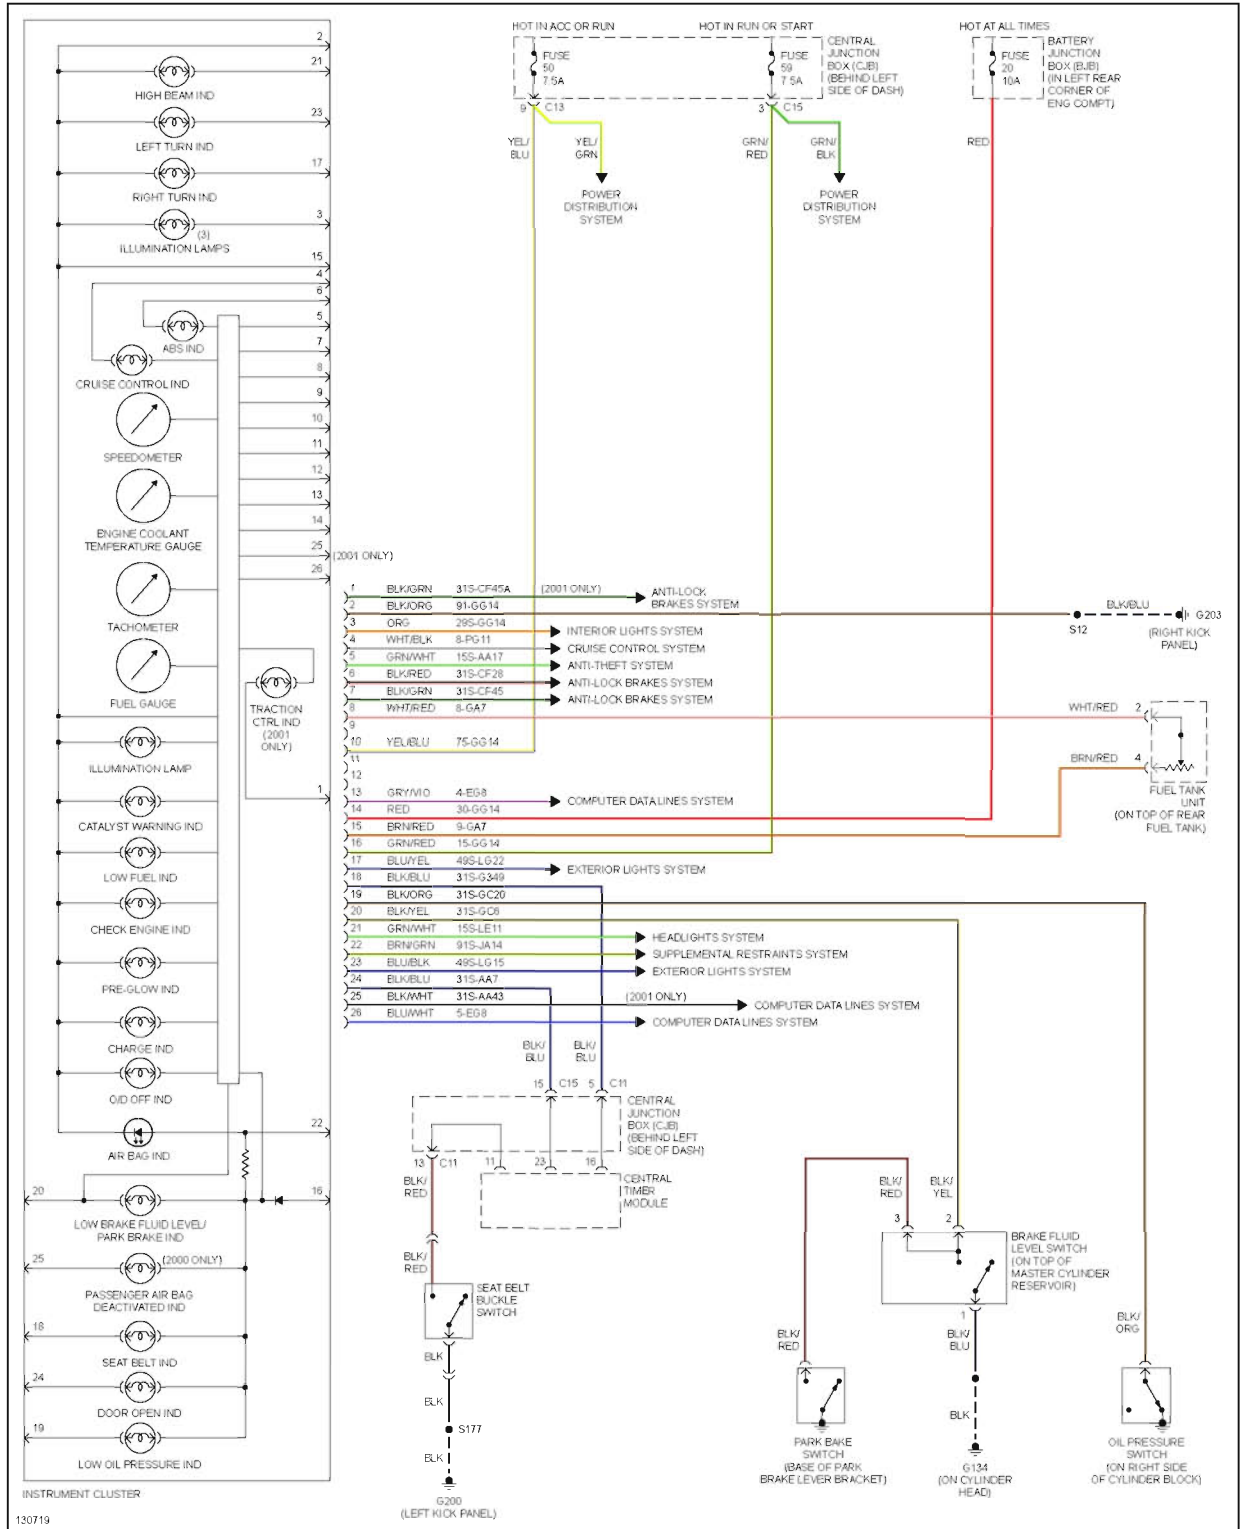 HOT IN ACC OR RUN
HOT IN RUN OR START
HOT AT ALL TIMES
FUSE
50
7.5A
FUSE
59
7.5A
CENTRAL
JUNCTION
BOX (CJB)
(BEHIND LEFT
SIDE OF DASH)
FUSE
20
10A
BATTERY
JUNCTION
BOX (BJB)
(IN LEFT REAR
CORNER OF
ENG COMPT)
9 C13
3 C15
YEL/
BLU
YEL/
GRN
GRN/
RED
GRN/
BLK
RED
POWER
DISTRIBUTION
SYSTEM
POWER
DISTRIBUTION
SYSTEM
2
21
HIGH BEAM IND
23
LEFT TURN IND
17
RIGHT TURN IND
3
(3)
ILLUMINATION LAMPS
15
4
6
5
ABS IND
7
CRUISE CONTROL IND
8
9
10
SPEEDOMETER
11
12
13
ENGINE COOLANT
TEMPERATURE GAUGE
14
25
(2001 ONLY)
26
TACHOMETER
FUEL GAUGE
TRACTION
CTRL IND
(2001
ONLY)
ILLUMINATION LAMP
1
CATALYST WARNING IND
LOW FUEL IND
CHECK ENGINE IND
PRE-GLOW IND
CHARGE IND
O/D OFF IND
22
AIR BAG IND
20
16
LOW BRAKE FLUID LEVEL/
PARK BRAKE IND
25
(2000 ONLY)
PASSENGER AIR BAG
DEACTIVATED IND
18
SEAT BELT IND
24
DOOR OPEN IND
19
LOW OIL PRESSURE IND
INSTRUMENT CLUSTER
130719
1 BLK/GRN 31S-CF45A (2001 ONLY) ANTI-LOCK
BRAKES SYSTEM
2 BLK/ORG 91-GG14
3 ORG 29S-GG14 INTERIOR LIGHTS SYSTEM
4 WHT/BLK 8-PG11 CRUISE CONTROL SYSTEM
5 GRN/WHT 15S-AA17 ANTI-THEFT SYSTEM
6 BLK/RED 31S-CF28 ANTI-LOCK BRAKES SYSTEM
7 BLK/GRN 31S-CF45 ANTI-LOCK BRAKES SYSTEM
8 WHT/RED 8-GA7
9
10 YEL/BLU 75-GG14
11
12
13 GRY/VIO 4-EG8 COMPUTER DATA LINES SYSTEM
14 RED 30-GG14
15 BRN/RED 9-GA7
16 GRN/RED 15-GG14
17 BLU/YEL 49S-LG22 EXTERIOR LIGHTS SYSTEM
18 BLK/BLU 31S-G349
19 BLK/ORG 31S-GC20
20 BLK/YEL 31S-GC6
21 GRN/WHT 15S-LE11 HEADLIGHTS SYSTEM
22 BRN/GRN 91S-JA14 SUPPLEMENTAL RESTRAINTS SYSTEM
23 BLU/BLK 49S-LG15 EXTERIOR LIGHTS SYSTEM
24 BLK/BLU 31S-AA7
25 BLK/WHT 31S-AA43 (2001 ONLY) COMPUTER DATA LINES SYSTEM
26 BLU/WHT 5-EG8 COMPUTER DATA LINES SYSTEM
S12
BLK/BLU
G203
(RIGHT KICK
PANEL)
WHT/RED 2
BRN/RED 4
FUEL TANK
UNIT
(ON TOP OF REAR
FUEL TANK)
BLK/
BLU
BLK/
BLU
15 C15 5 C11
CENTRAL
JUNCTION
BOX (CJB)
(BEHIND LEFT
SIDE OF DASH)
13 C11 11 23 16
CENTRAL
TIMER
MODULE
BLK/
RED
BLK/
RED
SEAT BELT
BUCKLE
SWITCH
BLK
BLK
S177
BLK
G200
(LEFT KICK PANEL)
BLK/
RED
BLK/
YEL
3 2
BRAKE FLUID
LEVEL SWITCH
(ON TOP OF
MASTER CYLINDER
RESERVOIR)
1
BLK/
RED
BLK/
BLU
BLK/
ORG
BLK
PARK BAKE
SWITCH
(BASE OF PARK
BRAKE LEVER BRACKET)
G134
(ON CYLINDER
HEAD)
OIL PRESSURE
SWITCH
(ON RIGHT SIDE
OF CYLINDER BLOCK)